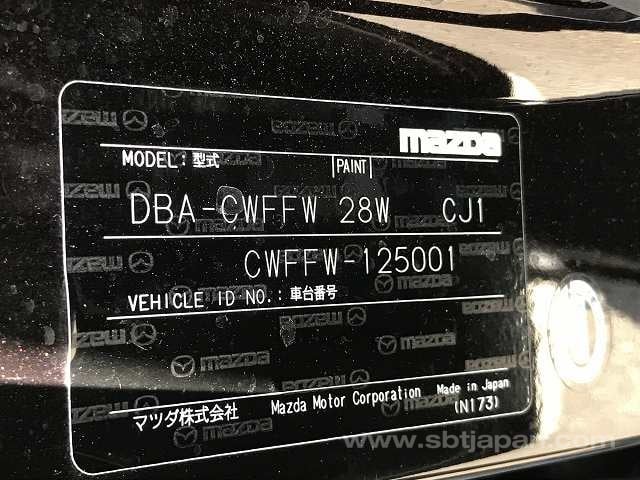 mazda
MODEL: 型式 PAINT
DBA-CWFFW 28W CJ1
CWFFW-125001
VEHICLE ID NO.: 車台番号
マツダ株式会社 Mazda Motor Corporation Made in Japan
(N173)
www.sbtjapan.com